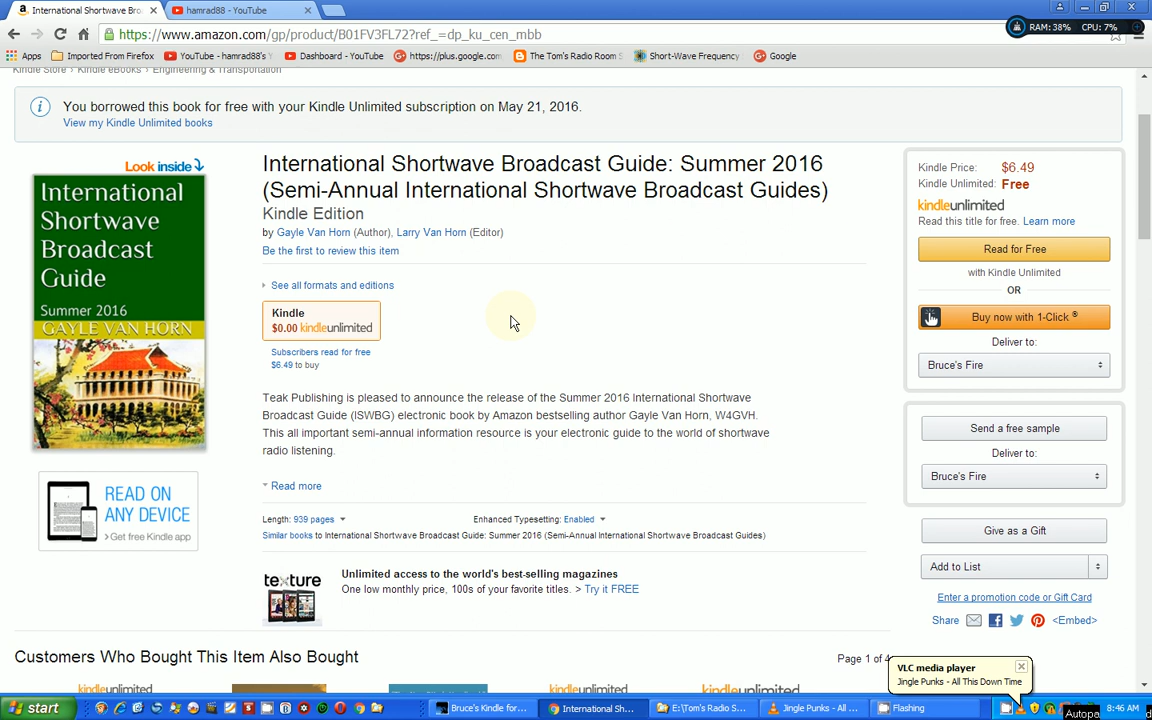 International Shortwave Bro
hamrad88 - YouTube
https://www.amazon.com/gp/product/B01FV3FL72?ref_=dp_ku_cen_mbb
RAM: 38% CPU: 7%
Apps
Imported From Firefox
YouTube - hamrad88's
Dashboard - YouTube
https://plus.google.com
The Tom's Radio Room
Short-Wave Frequency
Google
Kindle Store › Kindle eBooks › Engineering & Transportation
You borrowed this book for free with your Kindle Unlimited subscription on May 21, 2016.
View my Kindle Unlimited books
Look inside
International
Shortwave
Broadcast
Guide
Summer 2016
GAYLE VAN HORN
READ ON
ANY DEVICE
› Get free Kindle app
International Shortwave Broadcast Guide: Summer 2016
(Semi-Annual International Shortwave Broadcast Guides)
Kindle Edition
by Gayle Van Horn (Author), Larry Van Horn (Editor)
Be the first to review this item
See all formats and editions
Kindle
$0.00 kindleunlimited
Subscribers read for free
$6.49 to buy
Teak Publishing is pleased to announce the release of the Summer 2016 International Shortwave
Broadcast Guide (ISWBG) electronic book by Amazon bestselling author Gayle Van Horn, W4GVH.
This all important semi-annual information resource is your electronic guide to the world of shortwave
radio listening.
Read more
Length: 939 pages
Enhanced Typesetting: Enabled
Similar books to International Shortwave Broadcast Guide: Summer 2016 (Semi-Annual International Shortwave Broadcast Guides)
texture
Unlimited access to the world's best-selling magazines
One low monthly price, 100s of your favorite titles. > Try it FREE
Kindle Price: $6.49
Kindle Unlimited: Free
kindleunlimited
Read this title for free. Learn more
Read for Free
with Kindle Unlimited
OR
Buy now with 1-Click ®
Deliver to:
Bruce's Fire
Send a free sample
Deliver to:
Bruce's Fire
Give as a Gift
Add to List
Enter a promotion code or Gift Card
Share <Embed>
Customers Who Bought This Item Also Bought
Page 1 of 4
kindleunlimited
kindleunlimited
kindleunlimited
VLC media player
Jingle Punks - All This Down Time
start
Bruce's Kindle for...
International Sh...
E:\Tom's Radio S...
Jingle Punks - All ...
Flashing
8:46 AM
Autopa